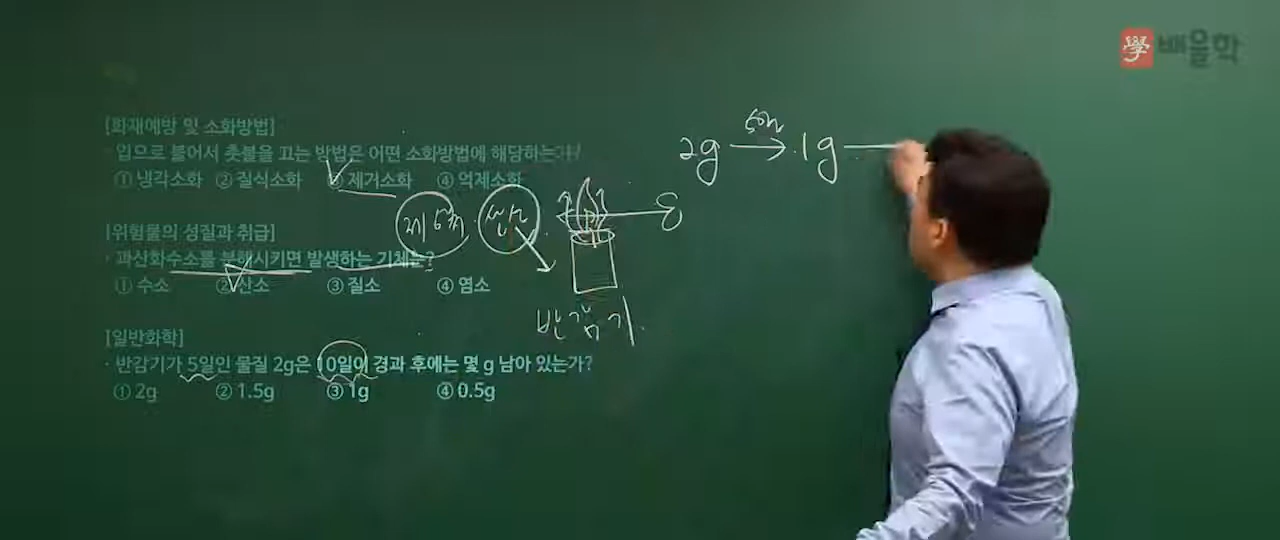 學 배울학
[화재예방 및 소화방법]
· 입으로 불어서 촛불을 끄는 방법은 어떤 소화방법에 해당하는가?
① 냉각소화 ② 질식소화 ③ 제거소화 ④ 억제소화
[위험물의 성질과 취급]
· 과산화수소를 분해시키면 발생하는 기체는?
① 수소 ② 산소 ③ 질소 ④ 염소
[일반화학]
· 반감기가 5일인 물질 2g은 10일이 경과 후에는 몇 g 남아 있는가?
① 2g ② 1.5g ③ 1g ④ 0.5g
산소
반감기
5일
2g → 1g